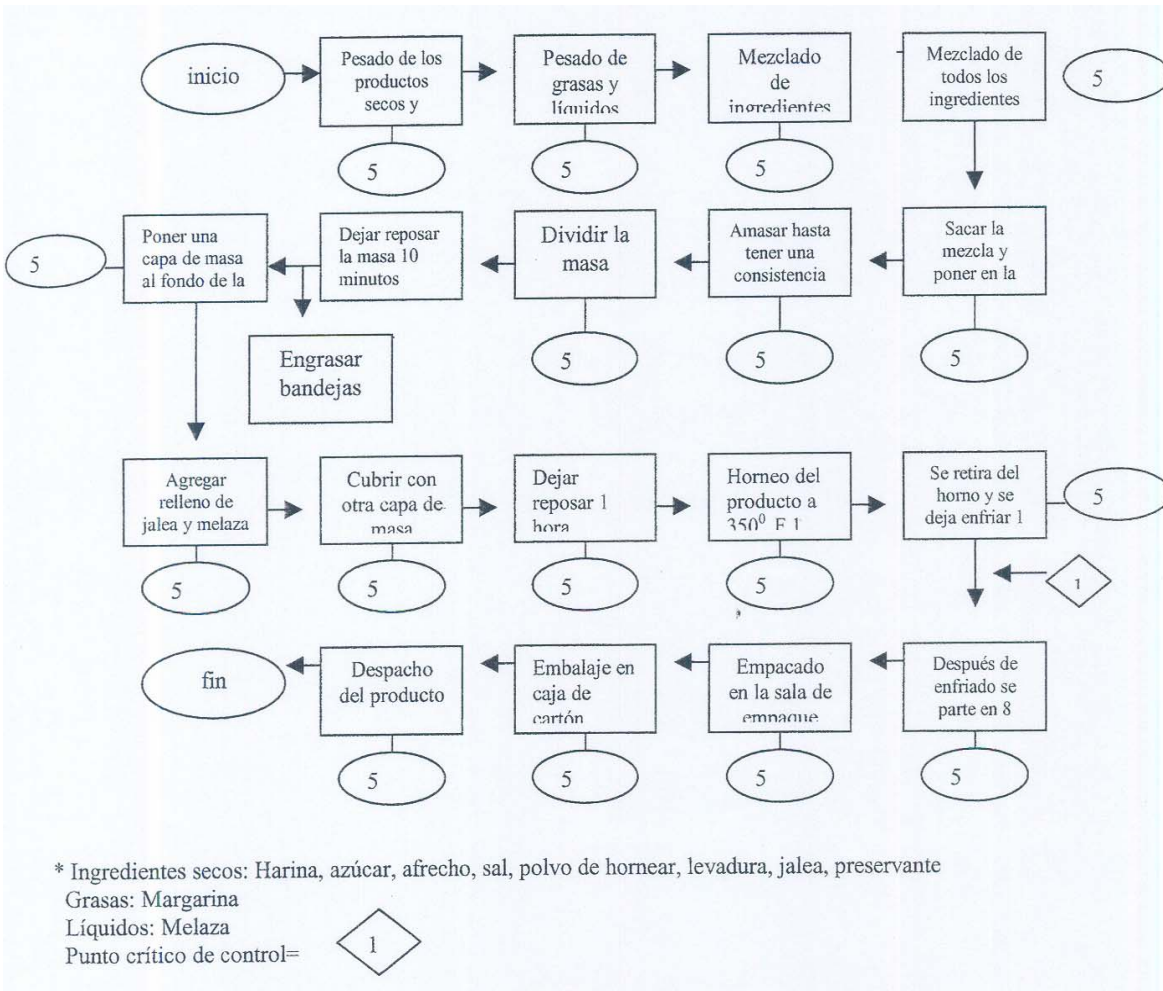 inicio
Pesado de los
productos
secos y
5
Pesado de
grasas y
líquidos
5
Mezclado
de
ingredientes
5
Mezclado de
todos los
ingredientes
5
5
Poner una
capa de masa
al fondo de la
Dejar reposar
la masa 10
minutos
Dividir la
masa
5
Amasar hasta
tener una
consistencia
5
Sacar la
mezcla y
poner en la
5
Engrasar
bandejas
Agregar
relleno de
jalea y melaza
5
Cubrir con
otra capa de
masa
5
Dejar
reposar 1
hora
5
Horneo del
producto a
350⁰ F 1
5
Se retira del
horno y se
deja enfriar 1
5
1
fin
Despacho
del producto
5
Embalaje en
caja de
cartón
5
Empacado
en la sala de
empaque
5
Después de
enfriado se
parte en 8
5
* Ingredientes secos: Harina, azúcar, afrecho, sal, polvo de hornear, levadura, jalea, preservante
Grasas: Margarina
Líquidos: Melaza
Punto crítico de control= 1